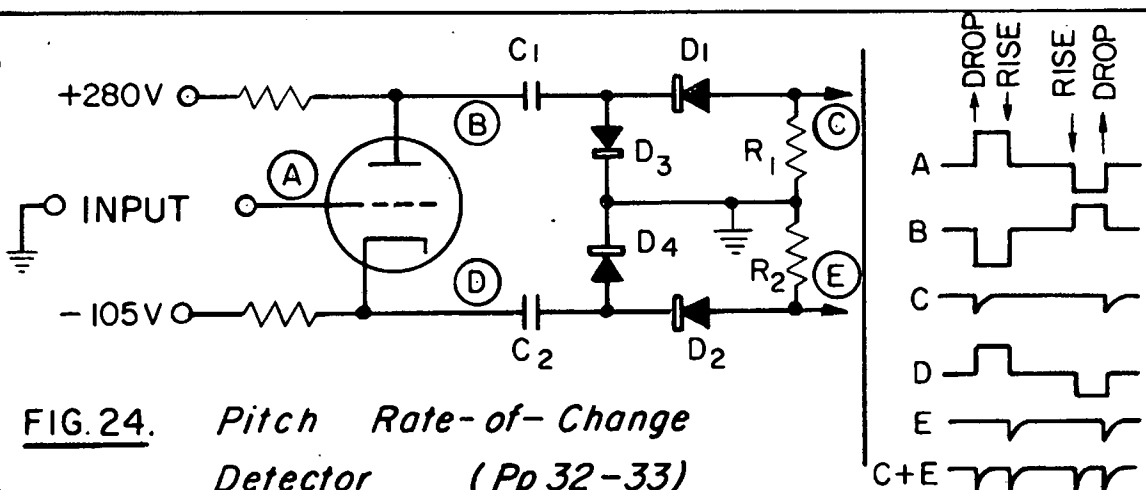 C1
D1
+280V
B
C
D3
R1
A
INPUT
D4
R2
D
E
-105V
C2
D2
FIG. 24. Pitch Rate-of-Change
Detector (Pp 32-33)
DROP
RISE
RISE
DROP
A
B
C
D
E
C+E